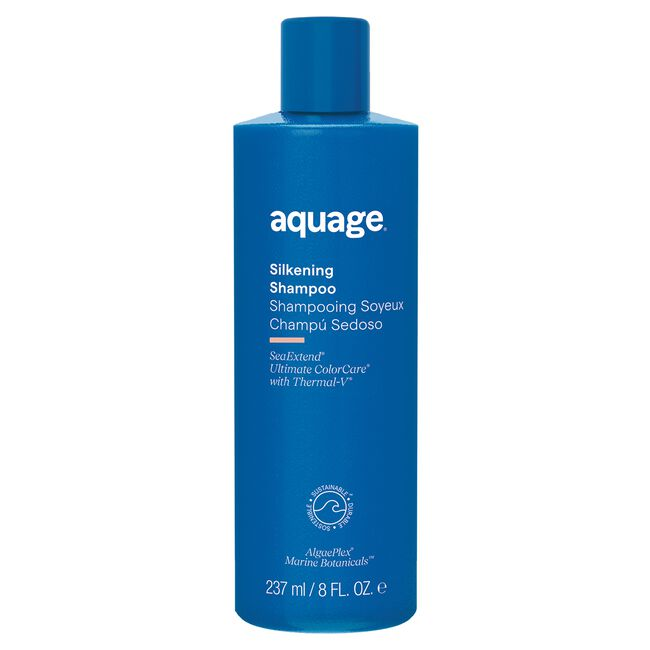 aquage®
Silkening
Shampoo
Shampooing Soyeux
Champú Sedoso
SeaExtend®
Ultimate ColorCare®
with Thermal-V®
SUSTAINABLE
DURABLE
SOSTENIBLE
AlgaePlex®
Marine Botanicals™
237 ml / 8 FL. OZ. ℮